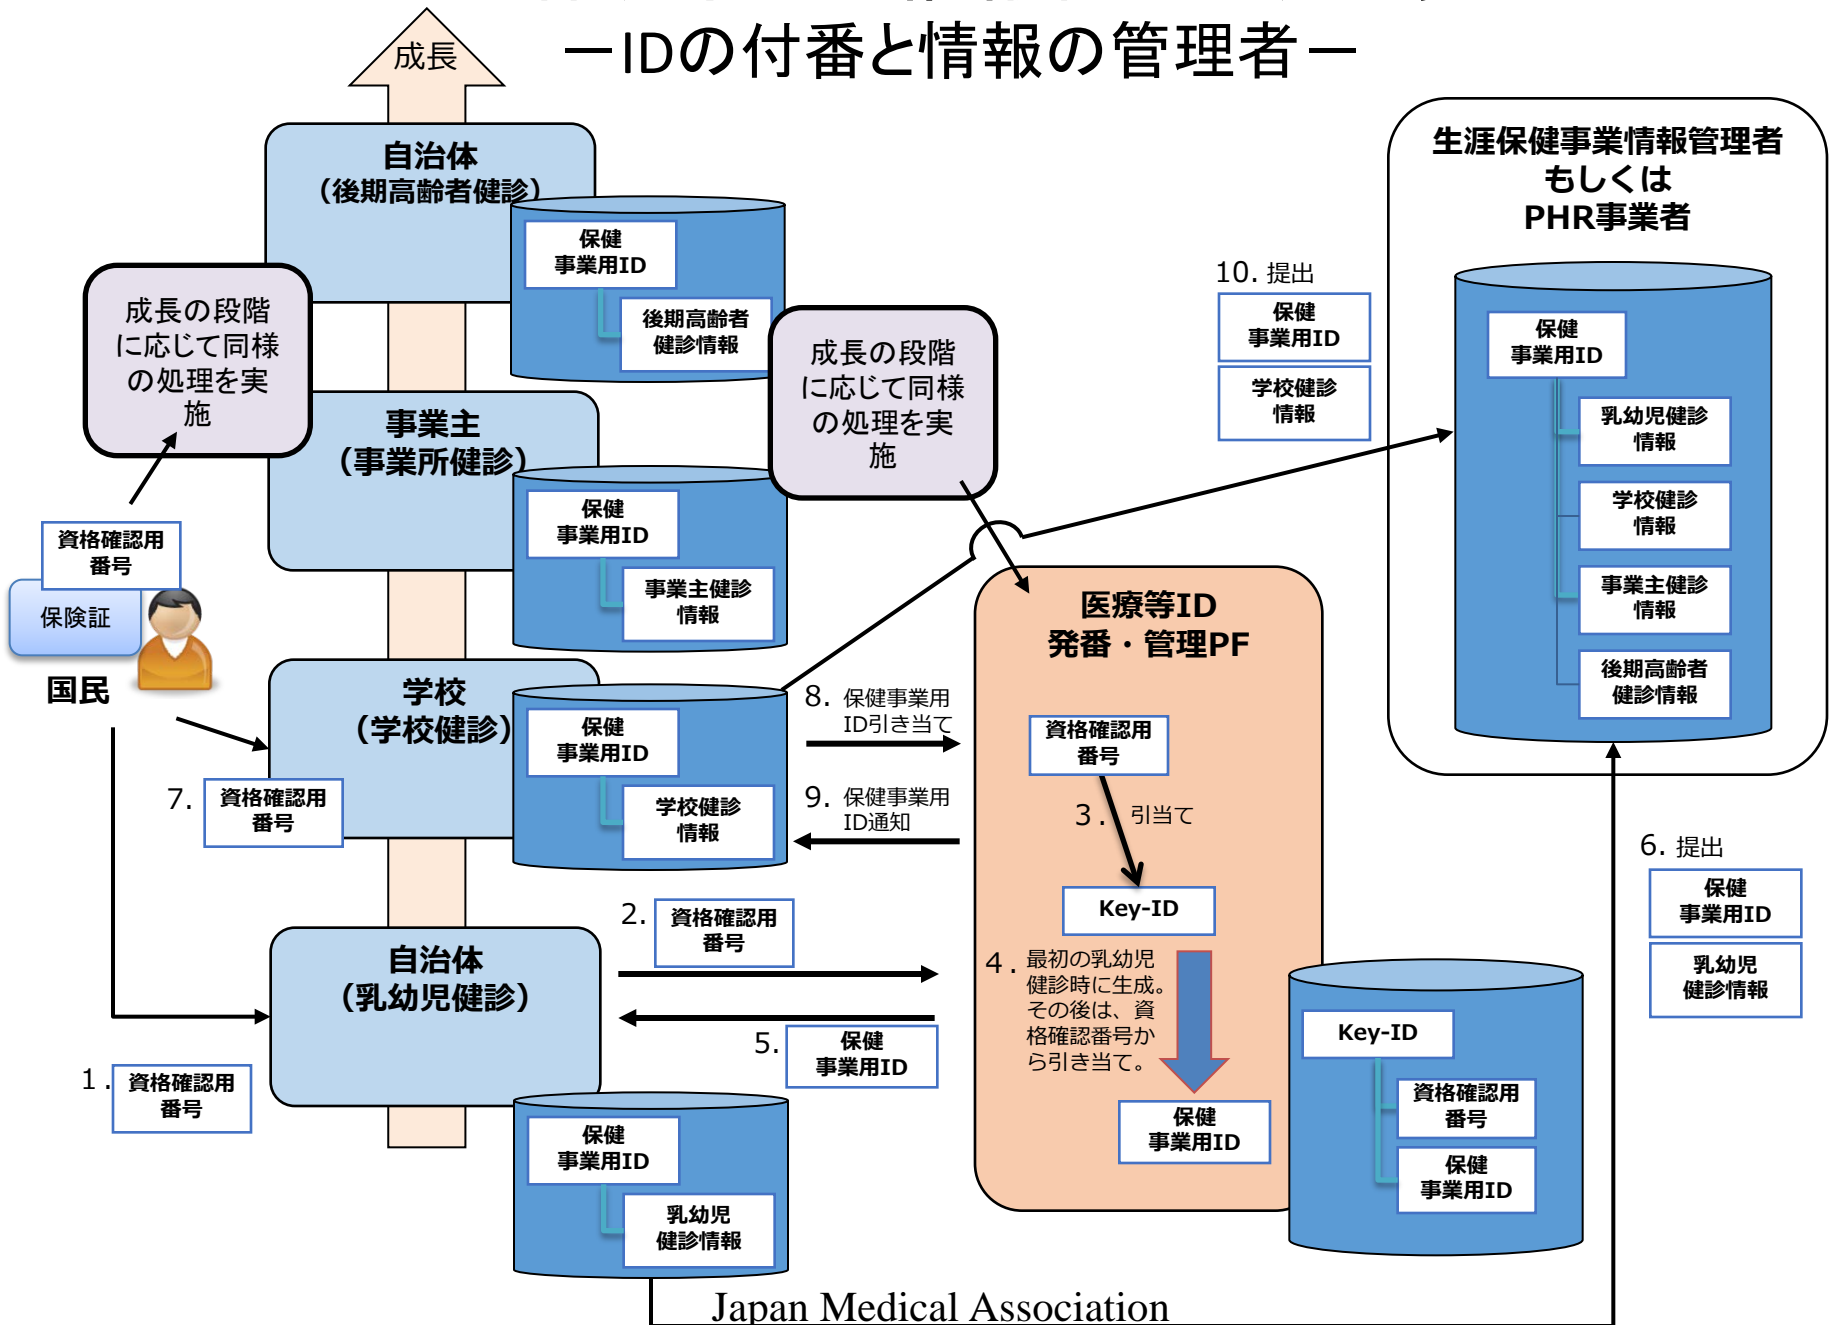 ーIDの付番と情報の管理者ー
成長
自治体
（後期高齢者健診）
保健
事業用ID
後期高齢者
健診情報
成長の段階
に応じて同様
の処理を実
施
事業主
（事業所健診）
保健
事業用ID
事業主健診
情報
成長の段階
に応じて同様
の処理を実
施
資格確認用
番号
保険証
国民
学校
（学校健診）
保健
事業用ID
学校健診
情報
7.
資格確認用
番号
8. 保健事業用
ID引き当て
9. 保健事業用
ID通知
自治体
（乳幼児健診）
保健
事業用ID
乳幼児
健診情報
1.
資格確認用
番号
2.
資格確認用
番号
5.
保健
事業用ID
医療等ID
発番・管理PF
資格確認用
番号
3. 引当て
Key-ID
4. 最初の乳幼児
健診時に生成。
その後は、資
格確認番号か
ら引き当て。
保健
事業用ID
Key-ID
資格確認用
番号
保健
事業用ID
10. 提出
保健
事業用ID
学校健診
情報
生涯保健事業情報管理者
もしくは
PHR事業者
保健
事業用ID
乳幼児健診
情報
学校健診
情報
事業主健診
情報
後期高齢者
健診情報
6. 提出
保健
事業用ID
乳幼児
健診情報
Japan Medical Association